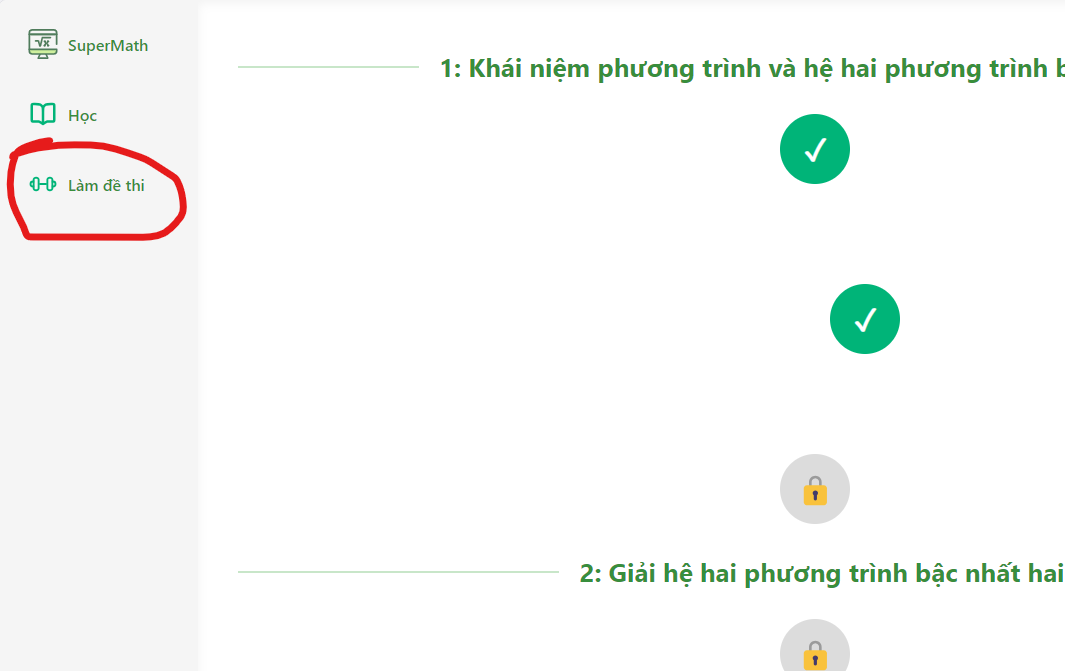 SuperMath
Học
Làm đề thi
1: Khái niệm phương trình và hệ hai phương trình
2: Giải hệ hai phương trình bậc nhất hai